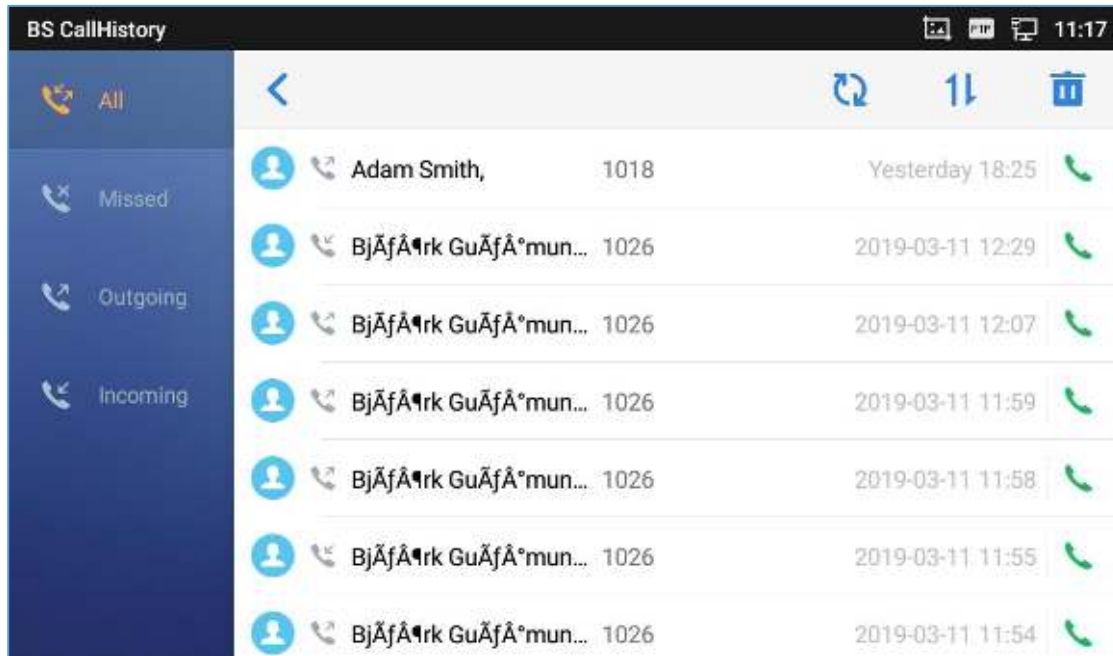 BS CallHistory FTP 11:17
All
Missed
Outgoing
Incoming
Adam Smith, 1018 Yesterday 18:25
BjÃƒÂ¶rk GuÃƒÂ°mun... 1026 2019-03-11 12:29
BjÃƒÂ¶rk GuÃƒÂ°mun... 1026 2019-03-11 12:07
BjÃƒÂ¶rk GuÃƒÂ°mun... 1026 2019-03-11 11:59
BjÃƒÂ¶rk GuÃƒÂ°mun... 1026 2019-03-11 11:58
BjÃƒÂ¶rk GuÃƒÂ°mun... 1026 2019-03-11 11:55
BjÃƒÂ¶rk GuÃƒÂ°mun... 1026 2019-03-11 11:54